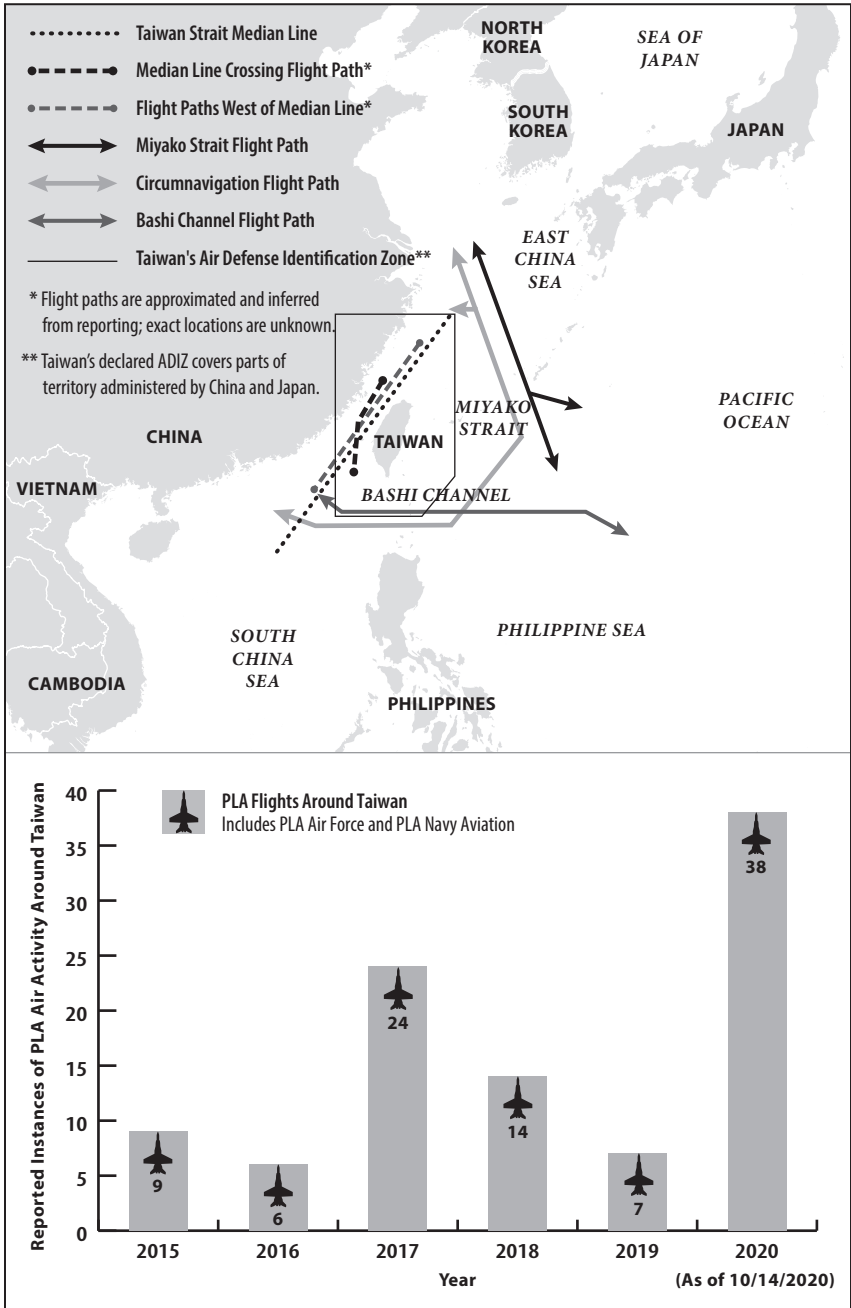 Taiwan Strait Median Line
Median Line Crossing Flight Path*
Flight Paths West of Median Line*
Miyako Strait Flight Path
Circumnavigation Flight Path
Bashi Channel Flight Path
Taiwan's Air Defense Identification Zone**
* Flight paths are approximated and inferred
from reporting; exact locations are unknown.
** Taiwan's declared ADIZ covers parts of
territory administered by China and Japan.
NORTH
KOREA
SEA OF
JAPAN
SOUTH
KOREA
JAPAN
EAST
CHINA
SEA
PACIFIC
OCEAN
MIYAKO
STRAIT
CHINA
TAIWAN
VIETNAM
BASHI CHANNEL
SOUTH
CHINA
SEA
PHILIPPINE SEA
CAMBODIA
PHILIPPINES
Reported Instances of PLA Air Activity Around Taiwan
40
35
30
25
20
15
10
5
0
PLA Flights Around Taiwan
Includes PLA Air Force and PLA Navy Aviation
9
6
24
14
7
38
2015
2016
2017
2018
2019
2020
Year
(As of 10/14/2020)